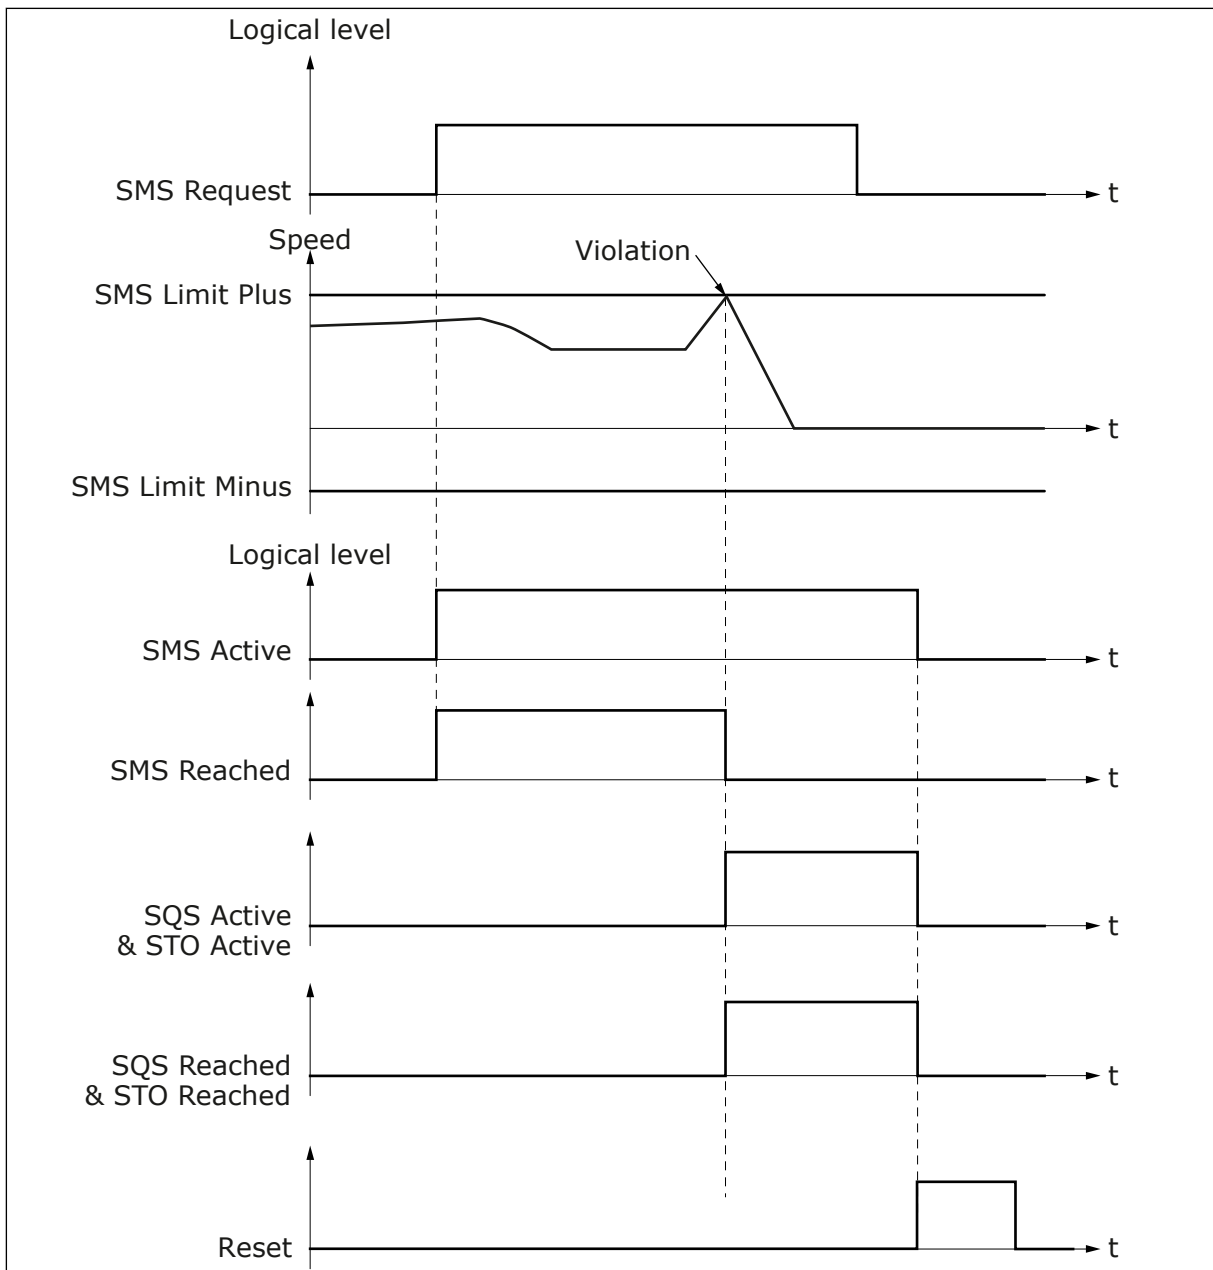 Logical level
SMS Request
t
Speed
Violation
SMS Limit Plus
t
SMS Limit Minus
Logical level
SMS Active
t
SMS Reached
t
SQS Active
& STO Active
t
SQS Reached
& STO Reached
t
Reset
t